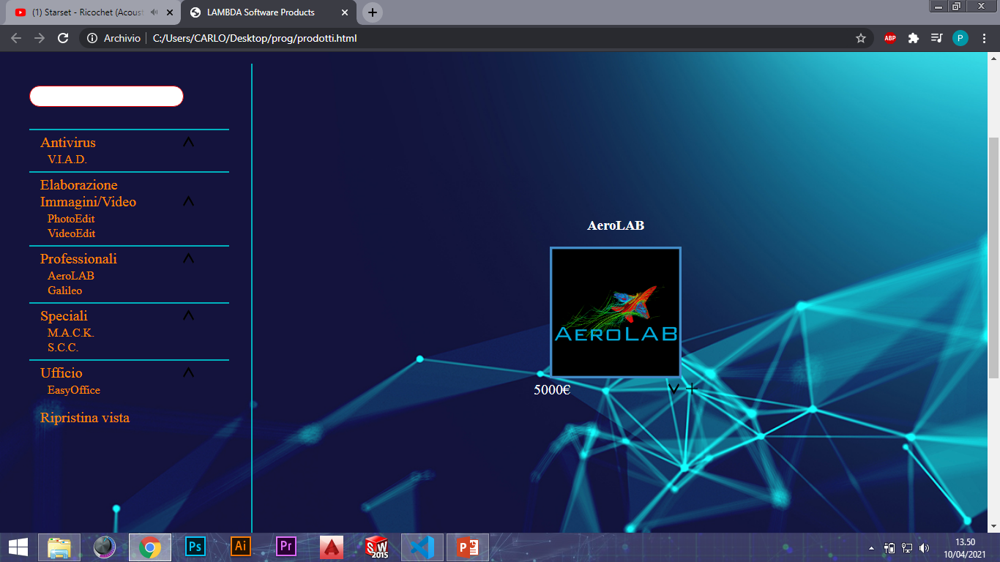 (1) Starset - Ricochet (Acoust
LAMBDA Software Products
Archivio
C:/Users/CARLO/Desktop/prog/prodotti.html
ABP
P
Antivirus
V.I.A.D.
Elaborazione
Immagini/Video
PhotoEdit
VideoEdit
Professionali
AeroLAB
Galileo
Speciali
M.A.C.K.
S.C.C.
Ufficio
EasyOffice
Ripristina vista
AeroLAB
AEROLAB
5000€
Ps
Ai
Pr
SW
2015
P
13.50
10/04/2021